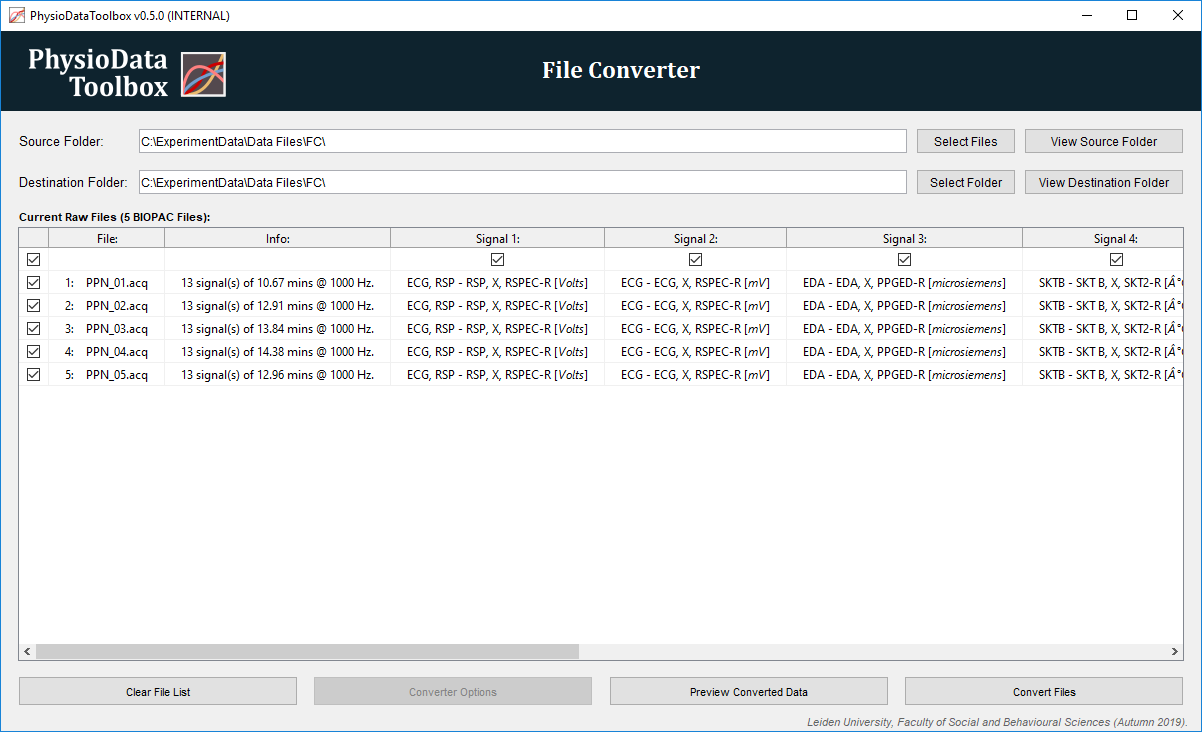 PhysioDataToolbox v0.5.0 (INTERNAL)
PhysioData
Toolbox
File Converter
Source Folder: C:\ExperimentData\Data Files\FC\ Select Files View Source Folder
Destination Folder: C:\ExperimentData\Data Files\FC\ Select Folder View Destination Folder
Current Raw Files (5 BIOPAC Files):
File: Info: Signal 1: Signal 2: Signal 3: Signal 4:
1: PPN_01.acq 13 signal(s) of 10.67 mins @ 1000 Hz. ECG, RSP - RSP, X, RSPEC-R [Volts] ECG - ECG, X, RSPEC-R [mV] EDA - EDA, X, PPGED-R [microsiemens] SKTB - SKT B, X, SKT2-R [Â°
2: PPN_02.acq 13 signal(s) of 12.91 mins @ 1000 Hz. ECG, RSP - RSP, X, RSPEC-R [Volts] ECG - ECG, X, RSPEC-R [mV] EDA - EDA, X, PPGED-R [microsiemens] SKTB - SKT B, X, SKT2-R [Â°
3: PPN_03.acq 13 signal(s) of 13.84 mins @ 1000 Hz. ECG, RSP - RSP, X, RSPEC-R [Volts] ECG - ECG, X, RSPEC-R [mV] EDA - EDA, X, PPGED-R [microsiemens] SKTB - SKT B, X, SKT2-R [Â°
4: PPN_04.acq 13 signal(s) of 14.38 mins @ 1000 Hz. ECG, RSP - RSP, X, RSPEC-R [Volts] ECG - ECG, X, RSPEC-R [mV] EDA - EDA, X, PPGED-R [microsiemens] SKTB - SKT B, X, SKT2-R [Â°
5: PPN_05.acq 13 signal(s) of 12.96 mins @ 1000 Hz. ECG, RSP - RSP, X, RSPEC-R [Volts] ECG - ECG, X, RSPEC-R [mV] EDA - EDA, X, PPGED-R [microsiemens] SKTB - SKT B, X, SKT2-R [Â°
Clear File List Converter Options Preview Converted Data Convert Files
Leiden University, Faculty of Social and Behavioural Sciences (Autumn 2019).